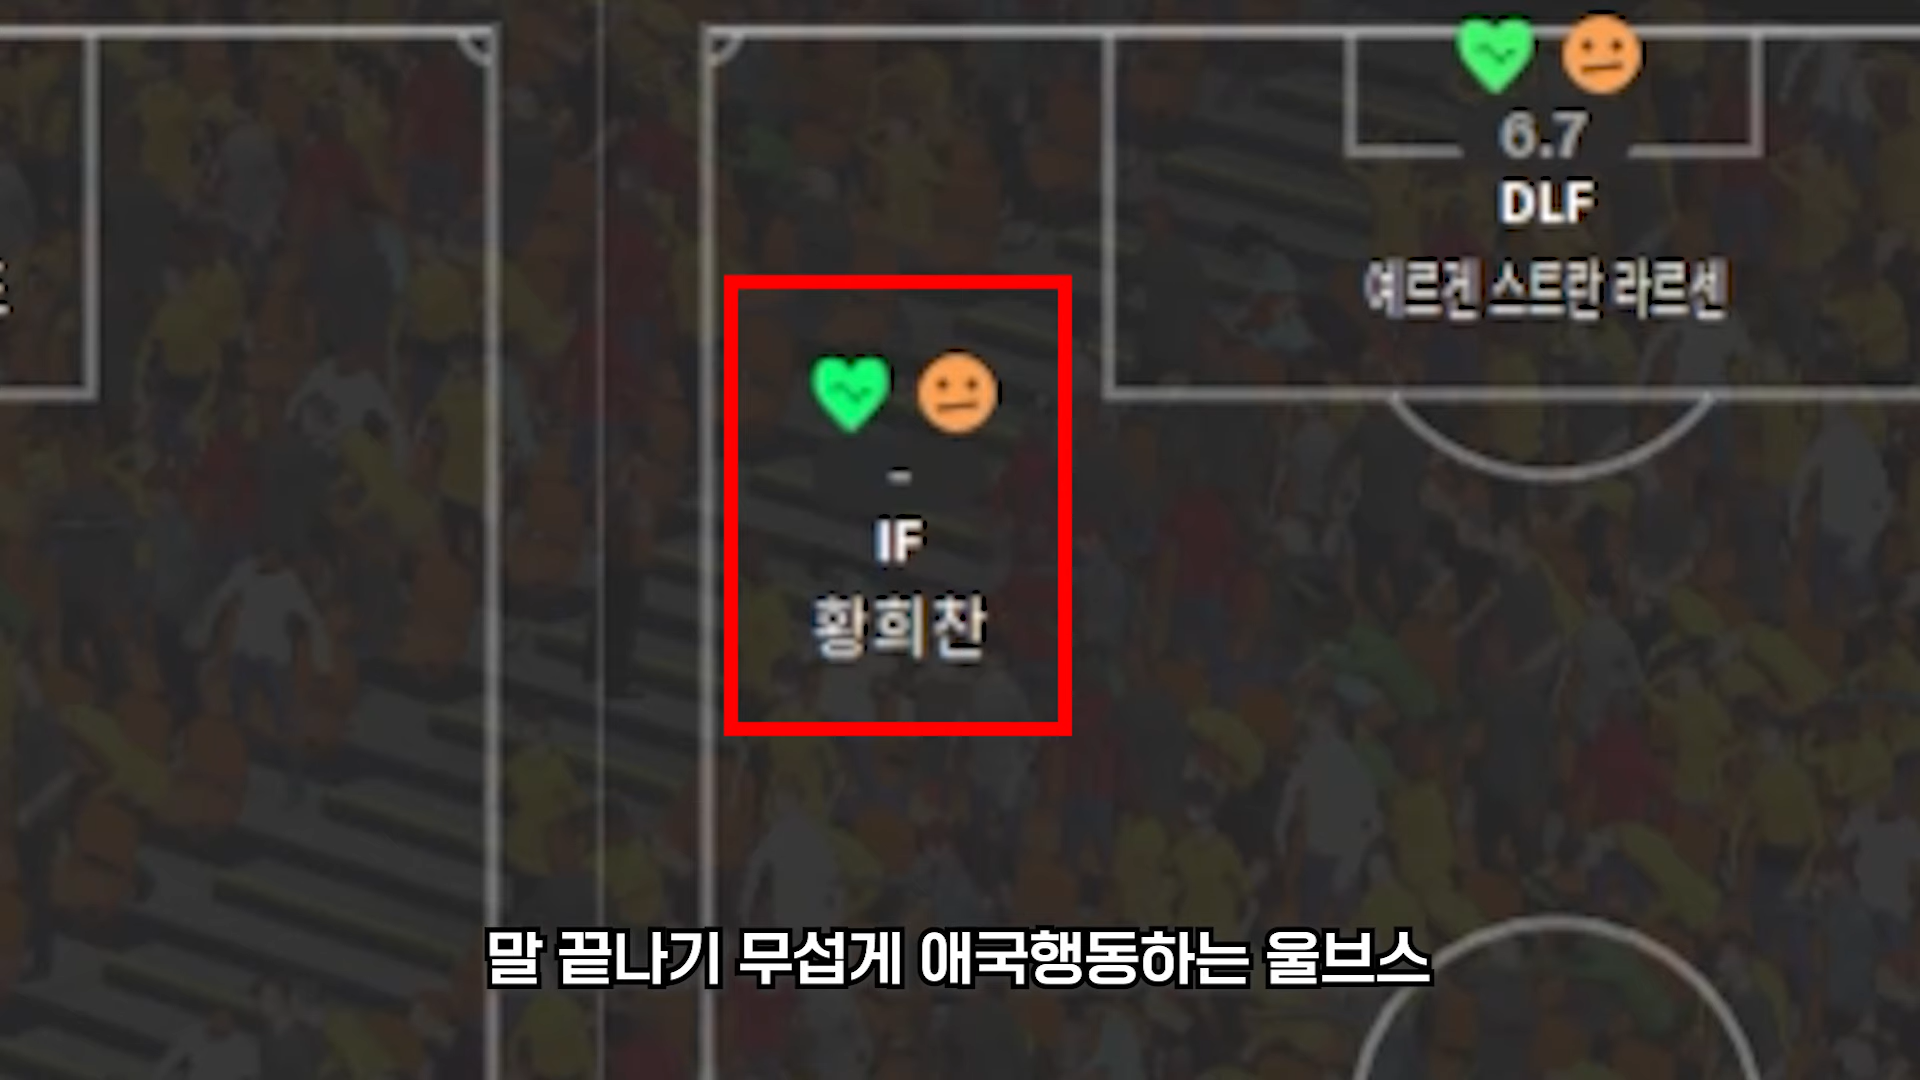 6.7
DLF
예르겐 스트란 라르센
-
IF
황희찬
말 끝나기 무섭게 애국행동하는 울브스